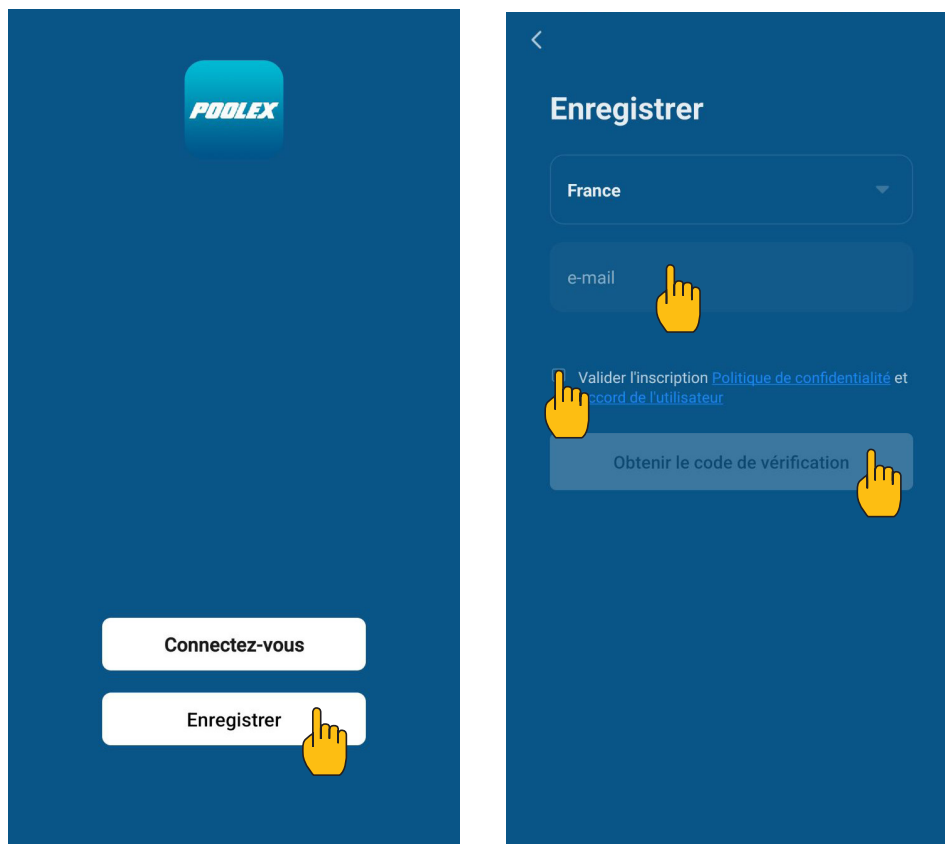 POOLEX
Connectez-vous
Enregistrer
Enregistrer
France
e-mail
Valider l'inscription Politique de confidentialité et
ccord de l'utilisateur
Obtenir le code de vérification